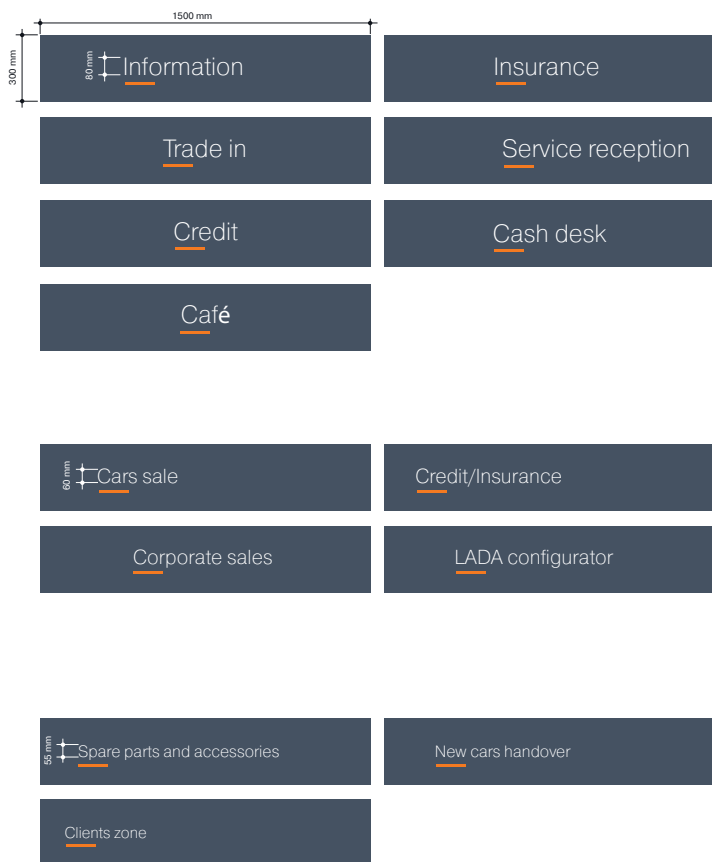 1500 mm
300 mm
80 mm
Information
Insurance
Trade in
Service reception
Credit
Cash desk
Café
60 mm
Cars sale
Credit/Insurance
Corporate sales
LADA configurator
55 mm
Spare parts and accessories
New cars handover
Clients zone